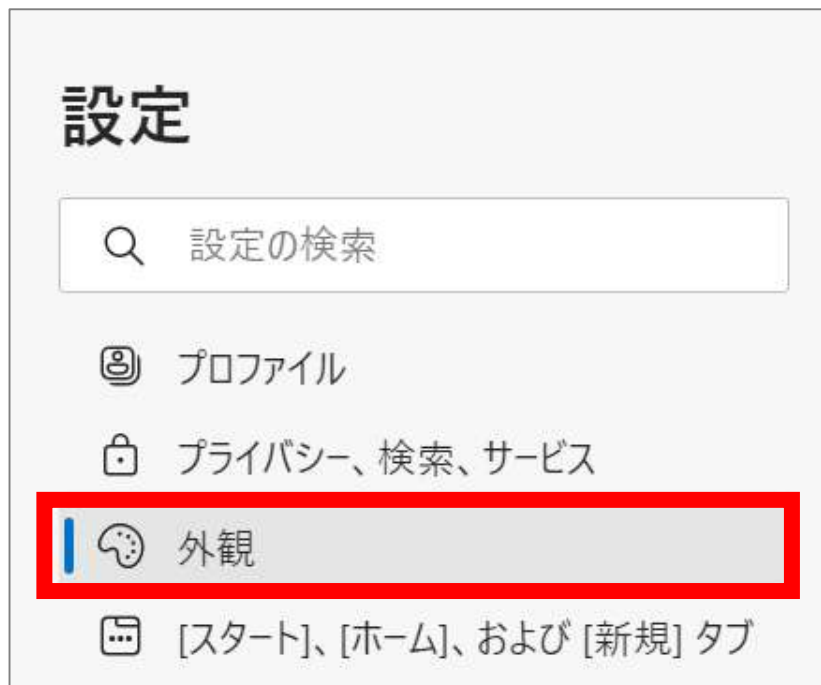 設定
設定の検索
プロファイル
プライバシー、検索、サービス
外観
[スタート]、[ホーム]、および [新規] タブ